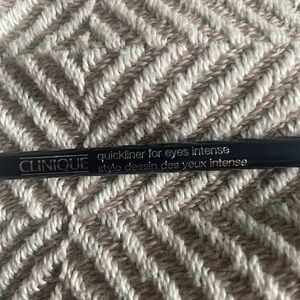 CLINIQUE
quickliner for eyes intense
stylo dessin des yeux intense